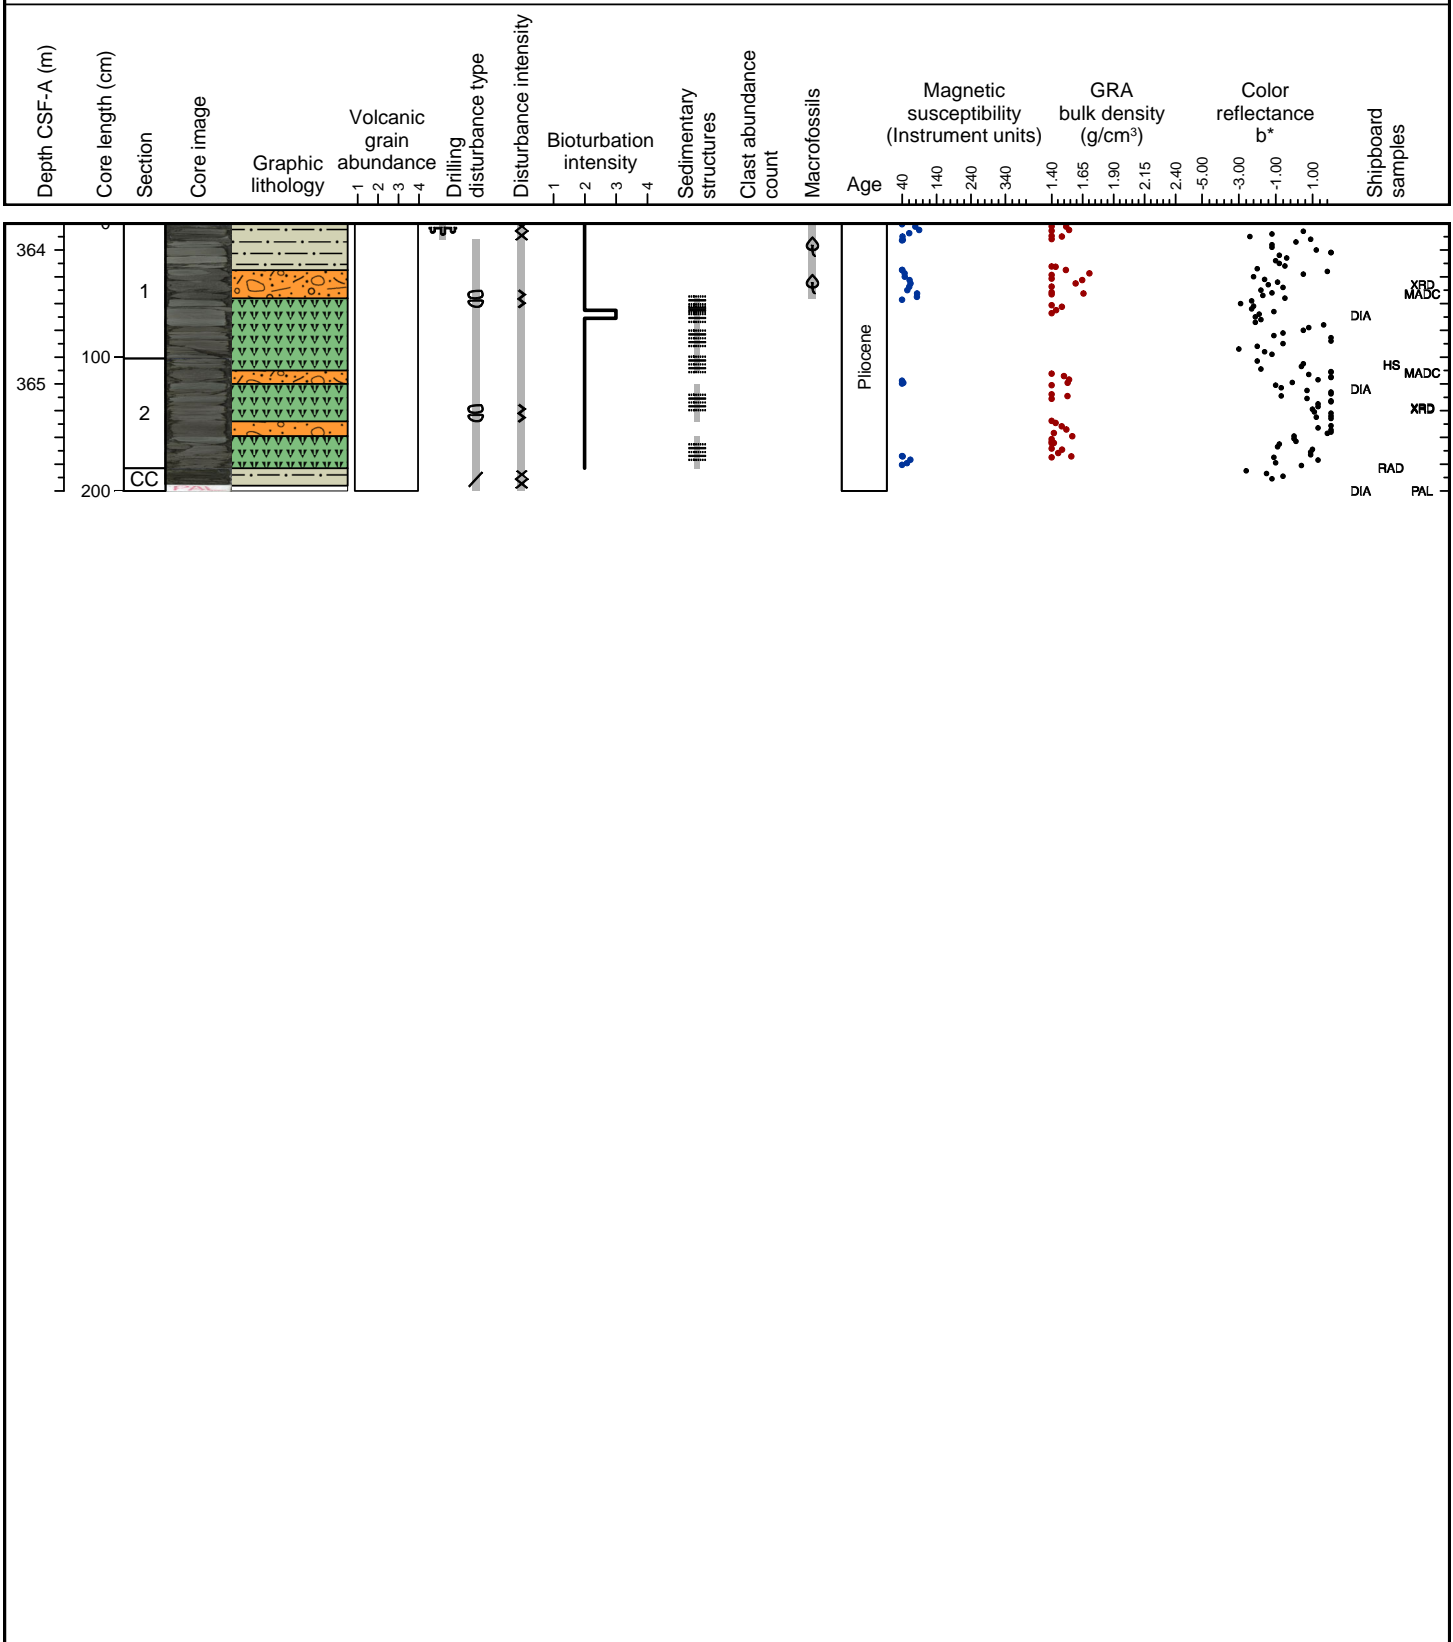 Depth CSF-A (m)
Core length (cm)
Section
Core image
Graphic
lithology
Volcanic
grain
abundance
1 2 3 4
Drilling
disturbance type
Disturbance intensity
Bioturbation
intensity
1 2 3 4
Sedimentary
structures
Clast abundance
count
Macrofossils
Age
Magnetic
susceptibility
(Instrument units)
40 140 240 340
GRA
bulk density
(g/cm³)
1.40 1.65 1.90 2.15 2.40
Color
reflectance
b*
-5.00 -3.00 -1.00 1.00
Shipboard
samples
0
364
1
XRD
MADC
DIA
Pliocene
100
HS
MADC
365
DIA
2
XRD
RAD
CC
PAL
200
DIA
PAL